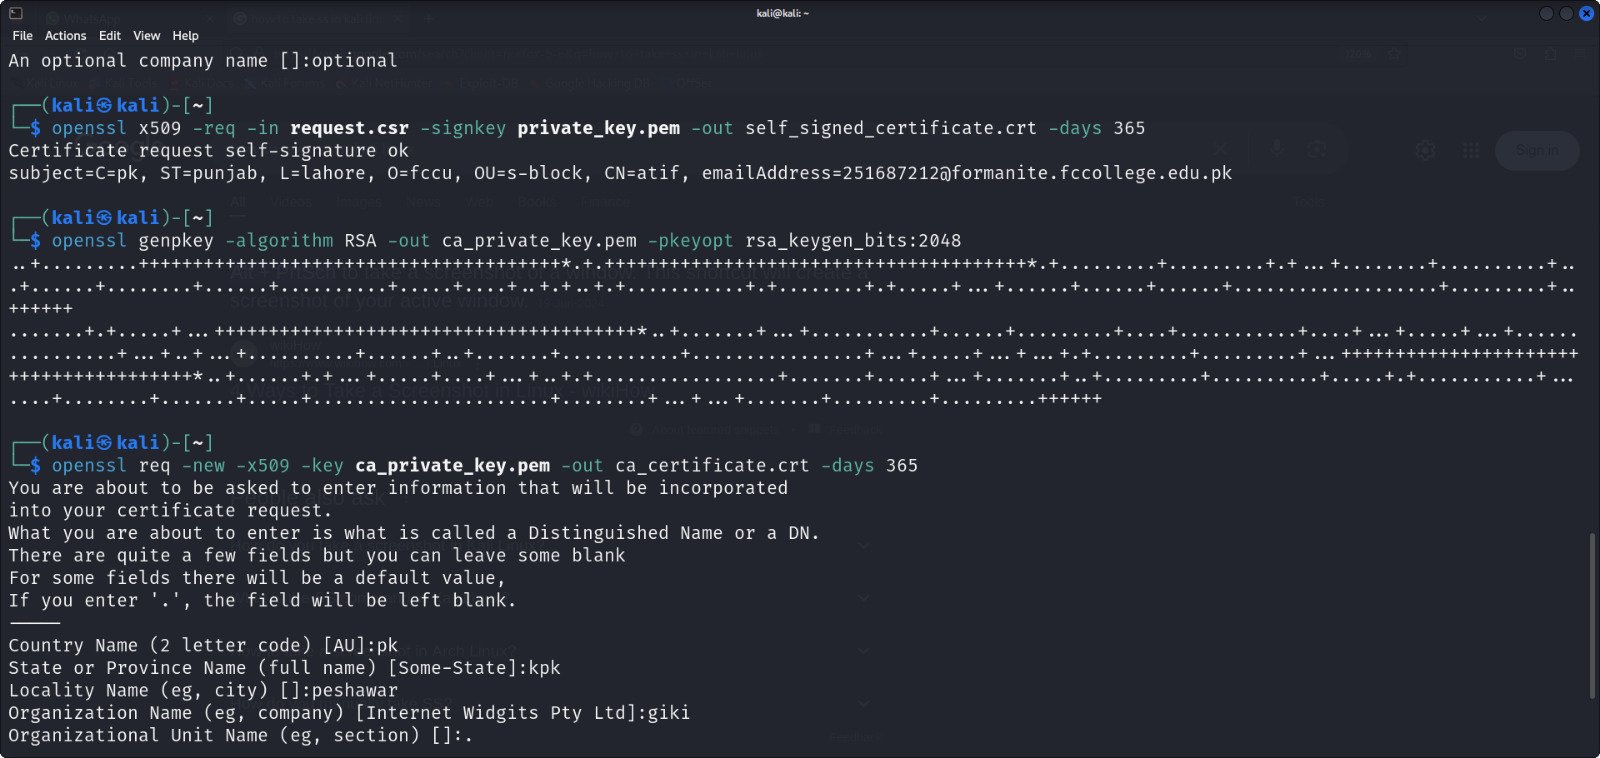 kali@kali: ~
File Actions Edit View Help
An optional company name []:optional
┌──(kali㉿kali)-[~]
└─$ openssl x509 -req -in request.csr -signkey private_key.pem -out self_signed_certificate.crt -days 365
Certificate request self-signature ok
subject=C=pk, ST=punjab, L=lahore, O=fccu, OU=s-block, CN=atif, emailAddress=251687212@formanite.fccollege.edu.pk
┌──(kali㉿kali)-[~]
└─$ openssl genpkey -algorithm RSA -out ca_private_key.pem -pkeyopt rsa_keygen_bits:2048
┌──(kali㉿kali)-[~]
└─$ openssl req -new -x509 -key ca_private_key.pem -out ca_certificate.crt -days 365
You are about to be asked to enter information that will be incorporated
into your certificate request.
What you are about to enter is what is called a Distinguished Name or a DN.
There are quite a few fields but you can leave some blank
For some fields there will be a default value,
If you enter '.', the field will be left blank.
-----
Country Name (2 letter code) [AU]:pk
State or Province Name (full name) [Some-State]:kpk
Locality Name (eg, city) []:peshawar
Organization Name (eg, company) [Internet Widgits Pty Ltd]:giki
Organizational Unit Name (eg, section) []:.